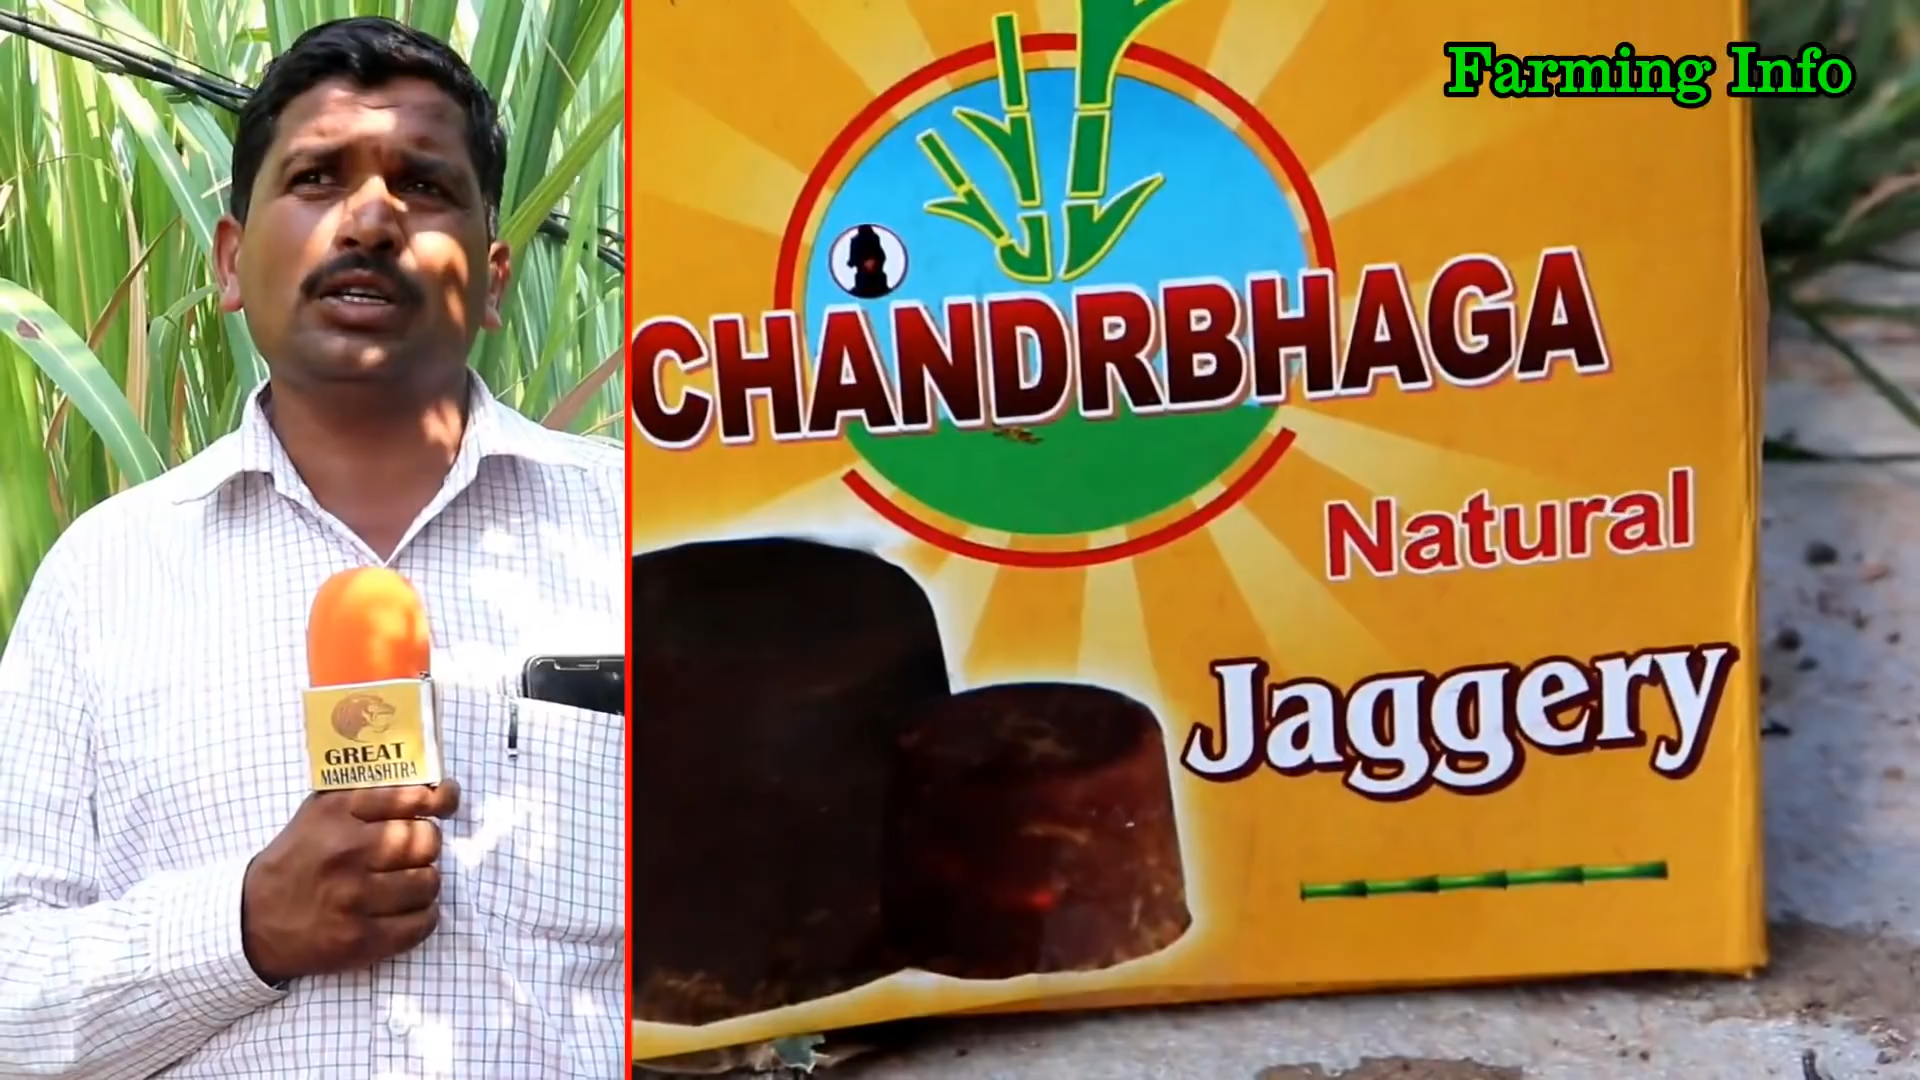 Farming Info
CHANDRBHAGA
Natural
Jaggery
GREAT
MAHARASHTRA